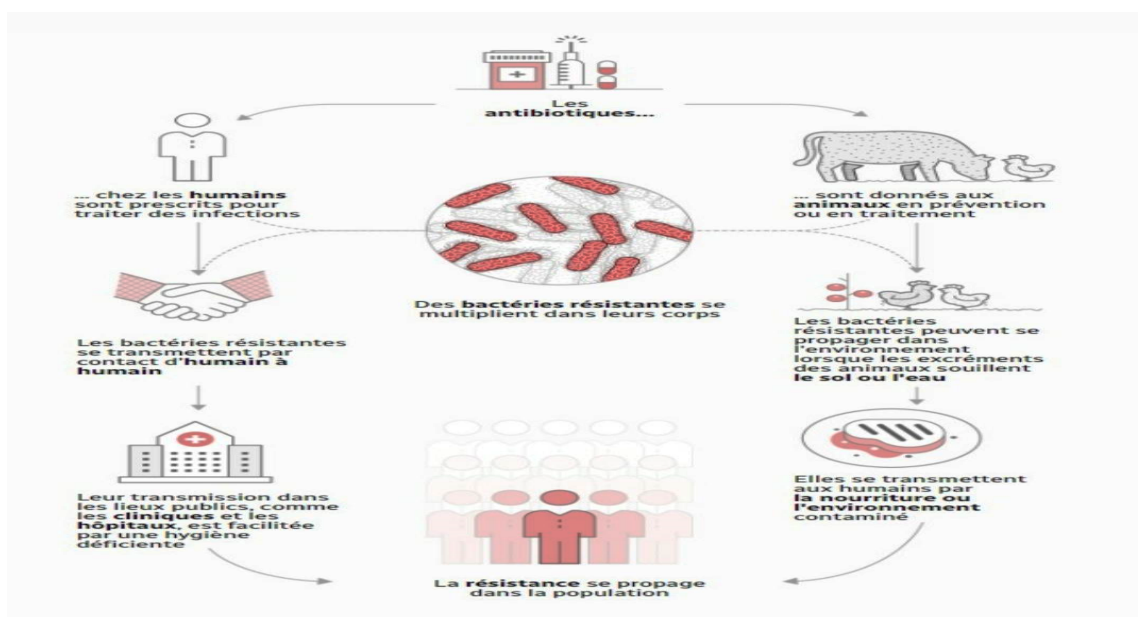 Les
antibiotiques...
... chez les humains
sont prescrits pour
traiter des infections
... sont donnés aux
animaux en prévention
ou en traitement
Des bactéries résistantes se
multiplient dans leurs corps
Les bactéries résistantes
se transmettent par
contact d'humain à
humain
Les bactéries
résistantes peuvent se
propager dans
l'environnement
lorsque les excréments
des animaux souillent
le sol ou l'eau
Leur transmission dans
les lieux publics, comme
les cliniques et les
hôpitaux, est facilitée
par une hygiène
déficiente
Elles se transmettent
aux humains par
la nourriture ou
l'environnement
contaminé
La résistance se propage
dans la population